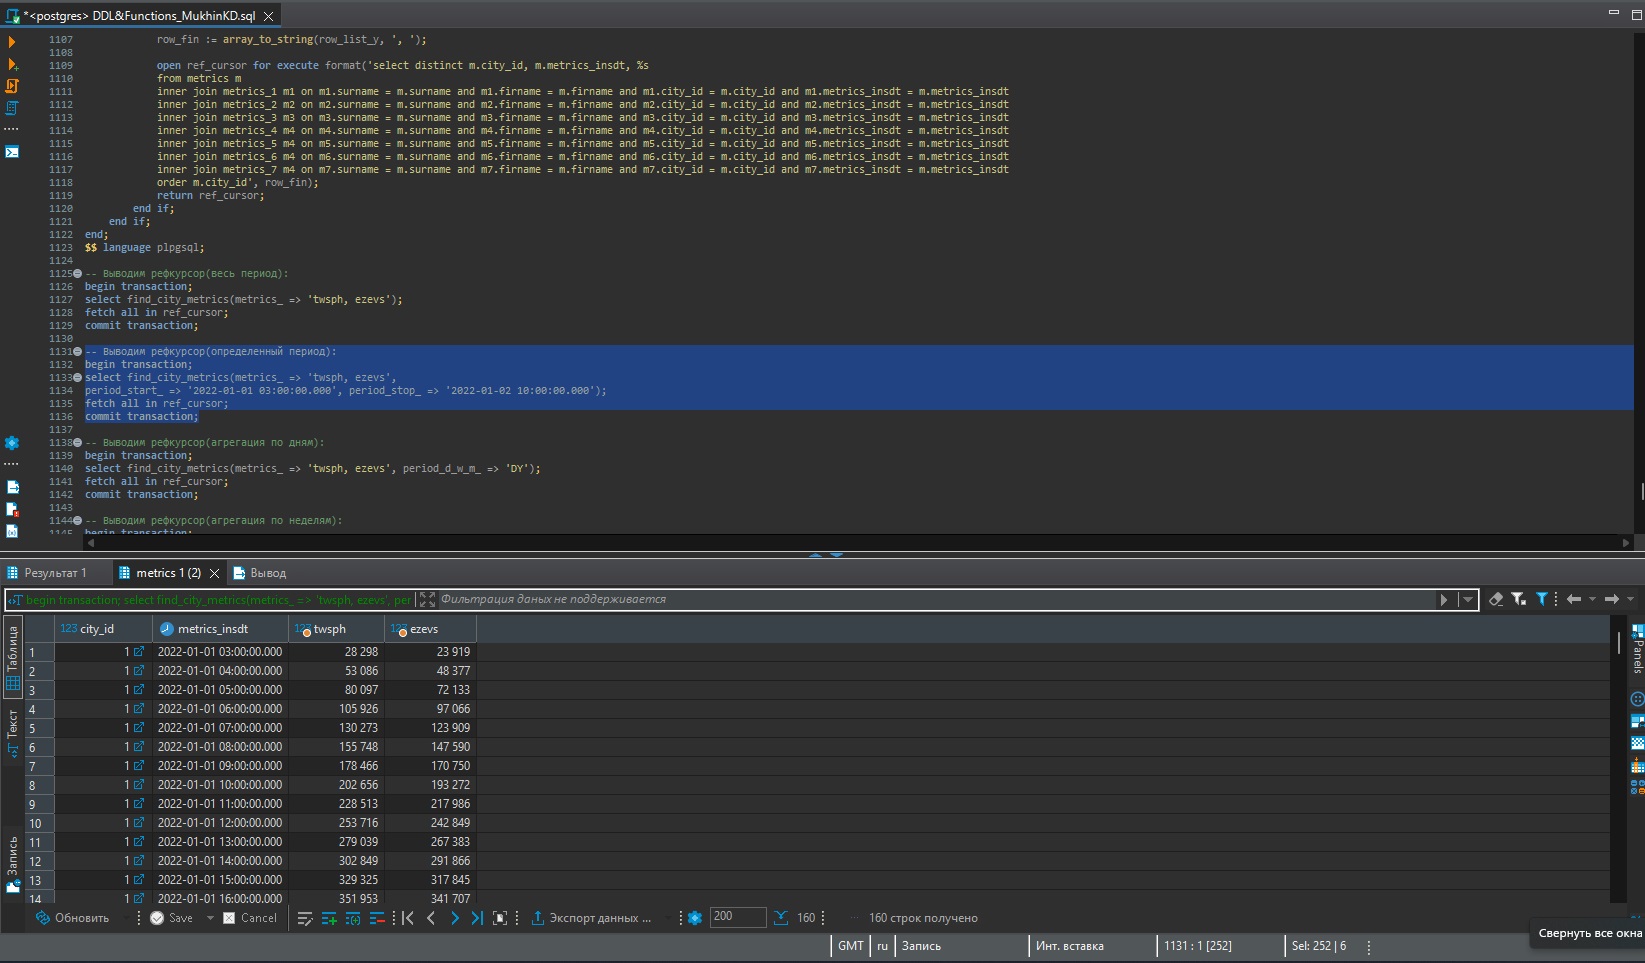 *<postgres> DDL&Functions_MukhinKD.sql
1107 row_fin := array_to_string(row_list_y, ', ');
1108
1109 open ref_cursor for execute format('select distinct m.city_id, m.metrics_insdt, %s
1110 from metrics m
1111 inner join metrics_1 m1 on m1.surname = m.surname and m1.firname = m.firname and m1.city_id = m.city_id and m1.metrics_insdt = m.metrics_insdt
1112 inner join metrics_2 m2 on m2.surname = m.surname and m2.firname = m.firname and m2.city_id = m.city_id and m2.metrics_insdt = m.metrics_insdt
1113 inner join metrics_3 m3 on m3.surname = m.surname and m3.firname = m.firname and m3.city_id = m.city_id and m3.metrics_insdt = m.metrics_insdt
1114 inner join metrics_4 m4 on m4.surname = m.surname and m4.firname = m.firname and m4.city_id = m.city_id and m4.metrics_insdt = m.metrics_insdt
1115 inner join metrics_5 m4 on m5.surname = m.surname and m5.firname = m.firname and m5.city_id = m.city_id and m5.metrics_insdt = m.metrics_insdt
1116 inner join metrics_6 m4 on m6.surname = m.surname and m6.firname = m.firname and m6.city_id = m.city_id and m6.metrics_insdt = m.metrics_insdt
1117 inner join metrics_7 m4 on m7.surname = m.surname and m7.firname = m.firname and m7.city_id = m.city_id and m7.metrics_insdt = m.metrics_insdt
1118 order m.city_id', row_fin);
1119 return ref_cursor;
1120 end if;
1121 end if;
1122 end;
1123 $$ language plpgsql;
1124
1125 -- Выводим рефкурсор(весь период):
1126 begin transaction;
1127 select find_city_metrics(metrics_ => 'twsph, ezevs');
1128 fetch all in ref_cursor;
1129 commit transaction;
1130
1131 -- Выводим рефкурсор(определенный период):
1132 begin transaction;
1133 select find_city_metrics(metrics_ => 'twsph, ezevs',
1134 period_start_ => '2022-01-01 03:00:00.000', period_stop_ => '2022-01-02 10:00:00.000');
1135 fetch all in ref_cursor;
1136 commit transaction;
1137
1138 -- Выводим рефкурсор(агрегация по дням):
1139 begin transaction;
1140 select find_city_metrics(metrics_ => 'twsph, ezevs', period_d_w_m_ => 'DY');
1141 fetch all in ref_cursor;
1142 commit transaction;
1143
1144 -- Выводим рефкурсор(агрегация по неделям):
1145 begin transaction;
Результат 1 metrics 1 (2) Вывод
begin transaction; select find_city_metrics(metrics_ => 'twsph, ezevs', per Фильтрация даных не поддерживается
Таблица
Текст
Запись
Panels
123 city_id metrics_insdt 123 twsph 123 ezevs
1 1 2022-01-01 03:00:00.000 28 298 23 919
2 1 2022-01-01 04:00:00.000 53 086 48 377
3 1 2022-01-01 05:00:00.000 80 097 72 133
4 1 2022-01-01 06:00:00.000 105 926 97 066
5 1 2022-01-01 07:00:00.000 130 273 123 909
6 1 2022-01-01 08:00:00.000 155 748 147 590
7 1 2022-01-01 09:00:00.000 178 466 170 750
8 1 2022-01-01 10:00:00.000 202 656 193 272
9 1 2022-01-01 11:00:00.000 228 513 217 986
10 1 2022-01-01 12:00:00.000 253 716 242 849
11 1 2022-01-01 13:00:00.000 279 039 267 383
12 1 2022-01-01 14:00:00.000 302 849 291 866
13 1 2022-01-01 15:00:00.000 329 325 317 845
14 1 2022-01-01 16:00:00.000 351 953 341 707
Обновить Save Cancel Экспорт данных ... 200 160 160 строк получено
GMT ru Запись Инт. вставка 1131 : 1 [252] Sel: 252 | 6
Свернуть все окна